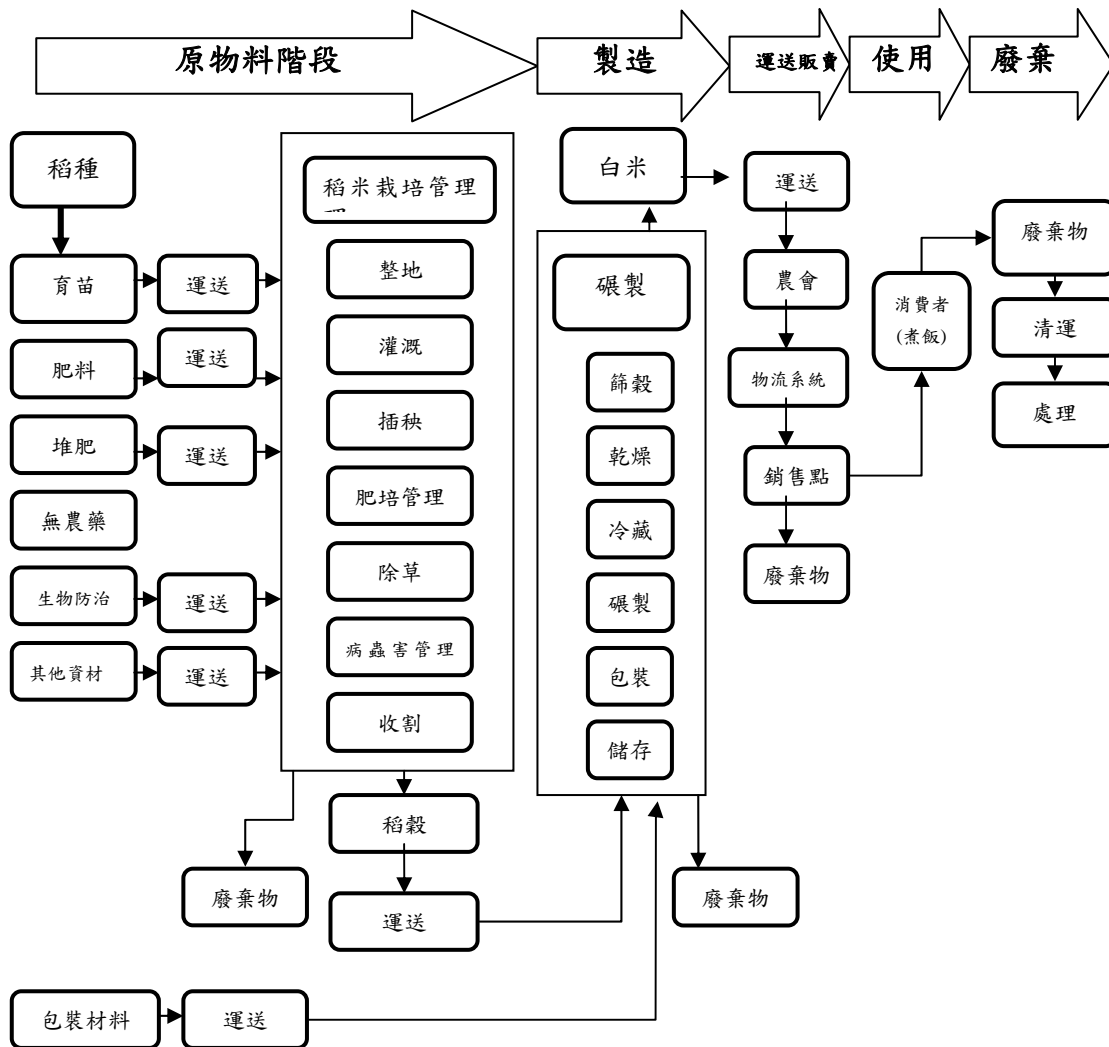 原物料階段
製造
運送販賣
使用
廢棄
稻種
育苗
運送
肥料
運送
堆肥
運送
無農藥
生物防治
運送
其他資材
運送
稻米栽培管理
整地
灌溉
插秧
肥培管理
除草
病蟲害管理
收割
稻穀
廢棄物
運送
包裝材料
運送
白米
碾製
篩穀
乾燥
冷藏
碾製
包裝
儲存
廢棄物
運送
農會
物流系統
銷售點
廢棄物
消費者
(煮飯)
廢棄物
清運
處理